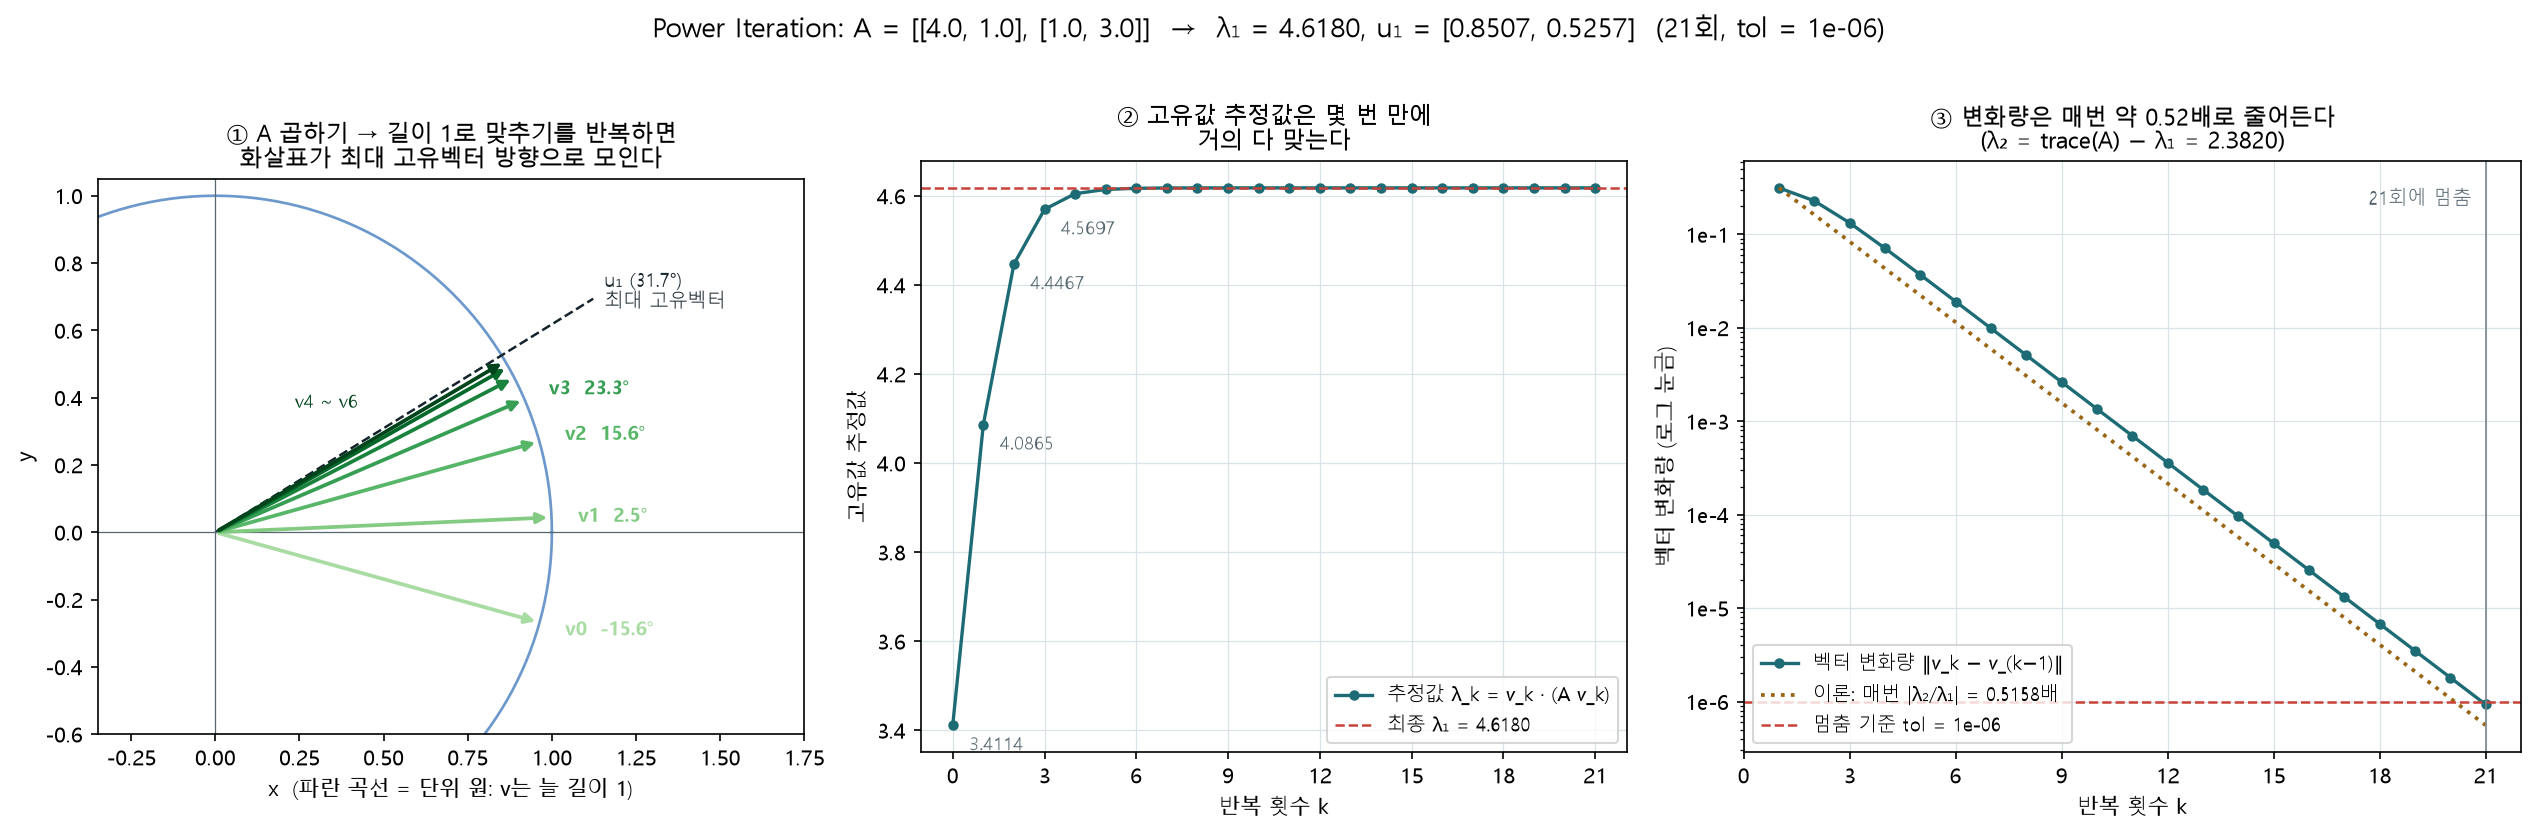 Power Iteration: A = [[4.0, 1.0], [1.0, 3.0]] → λ₁ = 4.6180, u₁ = [0.8507, 0.5257] (21회, tol = 1e-06)
① A 곱하기 → 길이 1로 맞추기를 반복하면
화살표가 최대 고유벡터 방향으로 모인다
1.0
0.8
0.6
0.4
0.2
0.0
-0.2
-0.4
-0.6
y
u₁ (31.7°)
최대 고유벡터
v4 ~ v6
v3 23.3°
v2 15.6°
v1 2.5°
v0 -15.6°
-0.25 0.00 0.25 0.50 0.75 1.00 1.25 1.50 1.75
x (파란 곡선 = 단위 원: v는 늘 길이 1)
② 고유값 추정값은 몇 번 만에
거의 다 맞는다
4.6
4.4
4.2
4.0
3.8
3.6
3.4
고유값 추정값
4.5697
4.4467
4.0865
3.4114
추정값 λ_k = v_k · (A v_k)
최종 λ₁ = 4.6180
0 3 6 9 12 15 18 21
반복 횟수 k
③ 변화량은 매번 약 0.52배로 줄어든다
(λ₂ = trace(A) − λ₁ = 2.3820)
1e-1
1e-2
1e-3
1e-4
1e-5
1e-6
벡터 변화량 (로그 눈금)
21회에 멈춤
벡터 변화량 ‖v_k − v_(k−1)‖
이론: 매번 |λ₂/λ₁| = 0.5158배
멈춤 기준 tol = 1e-06
0 3 6 9 12 15 18 21
반복 횟수 k